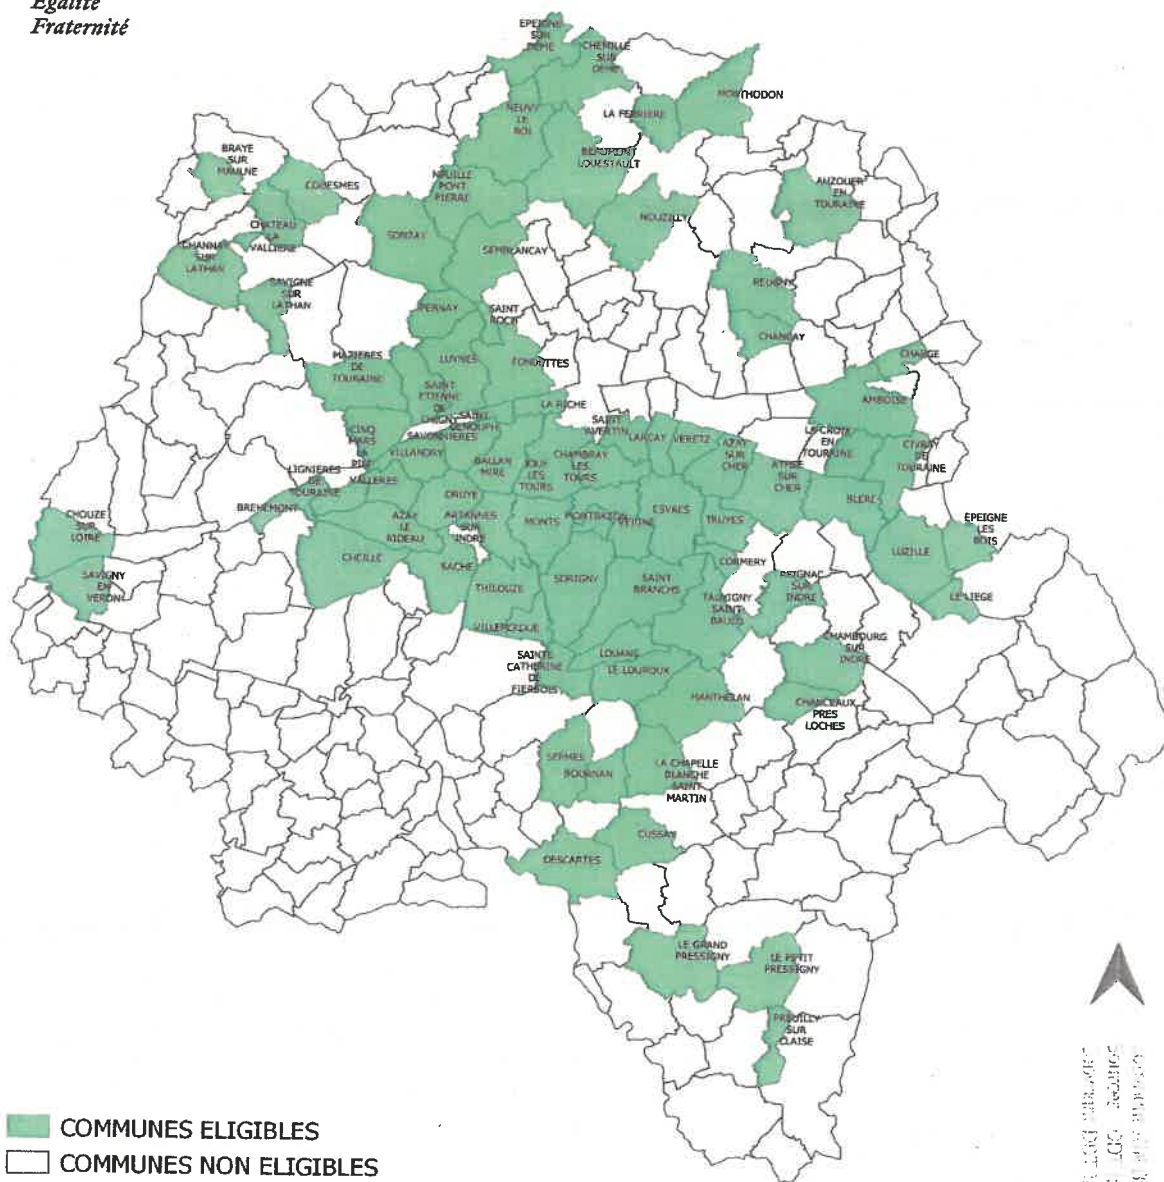 Égalité
Fraternité
EPEIGNE
SUR
DEME
CHEMILLE
SUR
DEME
MONTHODON
NEUVY
LE
ROI
LA FERRIERE
BEAUMONT
LOUESTAULT
BRAYE
SUR
MAULNE
COUESMES
NEUILLE
PONT
PIERRE
AUZOUER
EN
TOURAINE
CHATEAU
LA
VALLIERE
SONZAY
NOUZILLY
CHANNAY
SUR
LATHAN
SEMBLANCAY
SAVIGNE
SUR
LATHAN
REUGNY
PERNAY
SAINT
ROCH
CHANCAY
MAZIERES
DE
TOURAINE
LUYNES
FONDETTES
CHARGE
SAINT
ETIENNE
DE
CHIGNY
LA RICHE
AMBOISE
SAINT
GENOUPH
SAINT
AVERTIN
CINQ
MARS
LA
PILE
SAVONNIERES
LARCAY
VERETZ
AZAY
SUR
CHER
LA CROIX
EN
TOURAINE
CIVRAY
DE
TOURAINE
VILLANDRY
BALLAN
MIRE
JOUE
LES
TOURS
CHAMBRAY
LES
TOURS
ATHEE
SUR
CHER
LIGNIERES
DE
TOURAINE
VALLERES
DRUYE
BLERE
BREHEMONT
AZAY
LE
RIDEAU
ARTANNES
SUR
INDRE
MONTS
MONTBAZON
VEIGNE
ESVRES
TRUYES
CHOUZE
SUR
LOIRE
EPEIGNE
LES
BOIS
LUZILLE
CHEILLE
SACHE
CORMERY
SAVIGNY
EN
VERON
THILOUZE
SORIGNY
SAINT
BRANCHS
REIGNAC
SUR
INDRE
LE LIEGE
TAUXIGNY
SAINT
BAULD
VILLEPERDUE
CHAMBOURG
SUR
INDRE
SAINTE
CATHERINE
DE
FIERBOIS
LOUANS
LE LOUROUX
MANTHELAN
CHANCEAUX
PRES
LOCHES
SEPMES
BOURNAN
LA CHAPELLE
BLANCHE
SAINT
MARTIN
CUSSAY
DESCARTES
LE GRAND
PRESSIGNY
LE PETIT
PRESSIGNY
PREUILLY
SUR
CLAISE
COMMUNES ELIGIBLES
COMMUNES NON ELIGIBLES